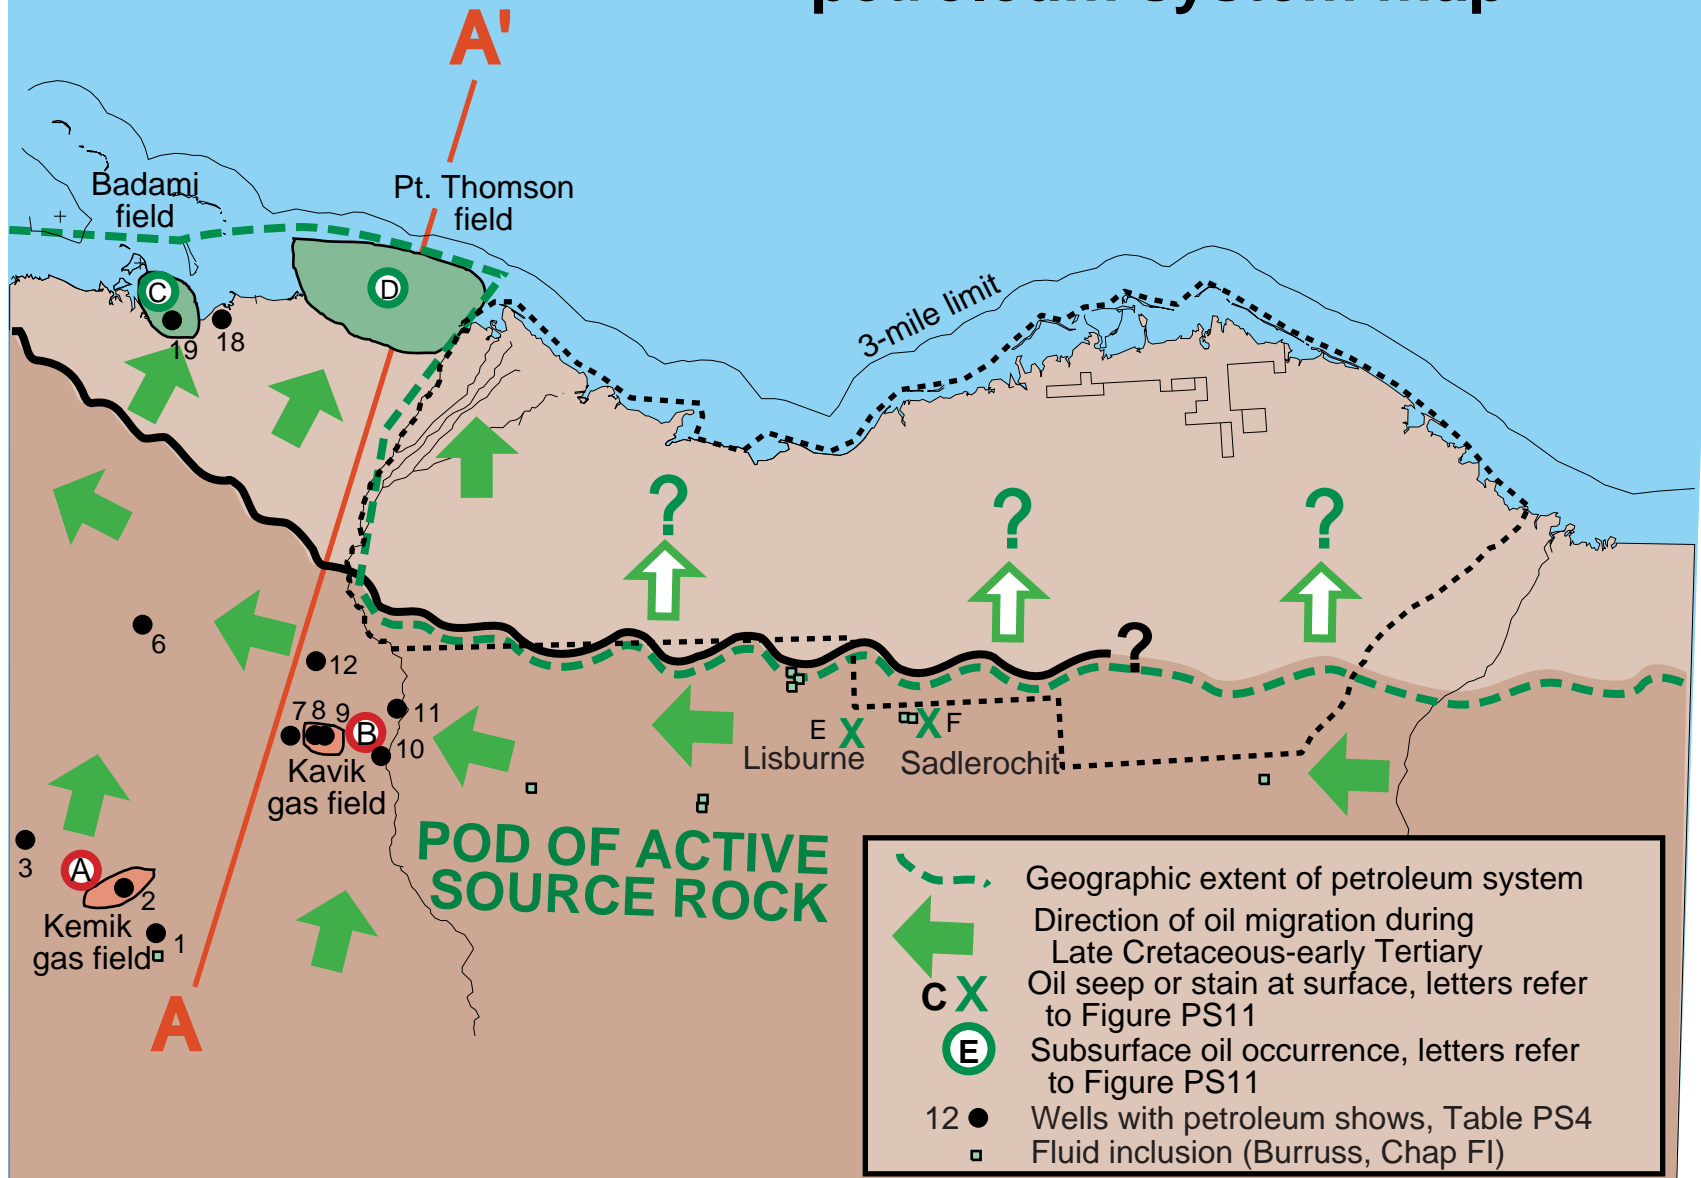 petroleum system map
A'
Badami
field
Pt. Thomson
field
C
D
3-mile limit
19
18
?
?
?
6
?
12
7
8
9
B
11
E
F
10
Lisburne
Sadlerochit
Kavik
gas field
POD OF ACTIVE
SOURCE ROCK
3
A
2
Kemik
gas field
1
A
Geographic extent of petroleum system
Direction of oil migration during
Late Cretaceous-early Tertiary
C X Oil seep or stain at surface, letters refer
to Figure PS11
E Subsurface oil occurrence, letters refer
to Figure PS11
12 Wells with petroleum shows, Table PS4
Fluid inclusion (Burruss, Chap FI)